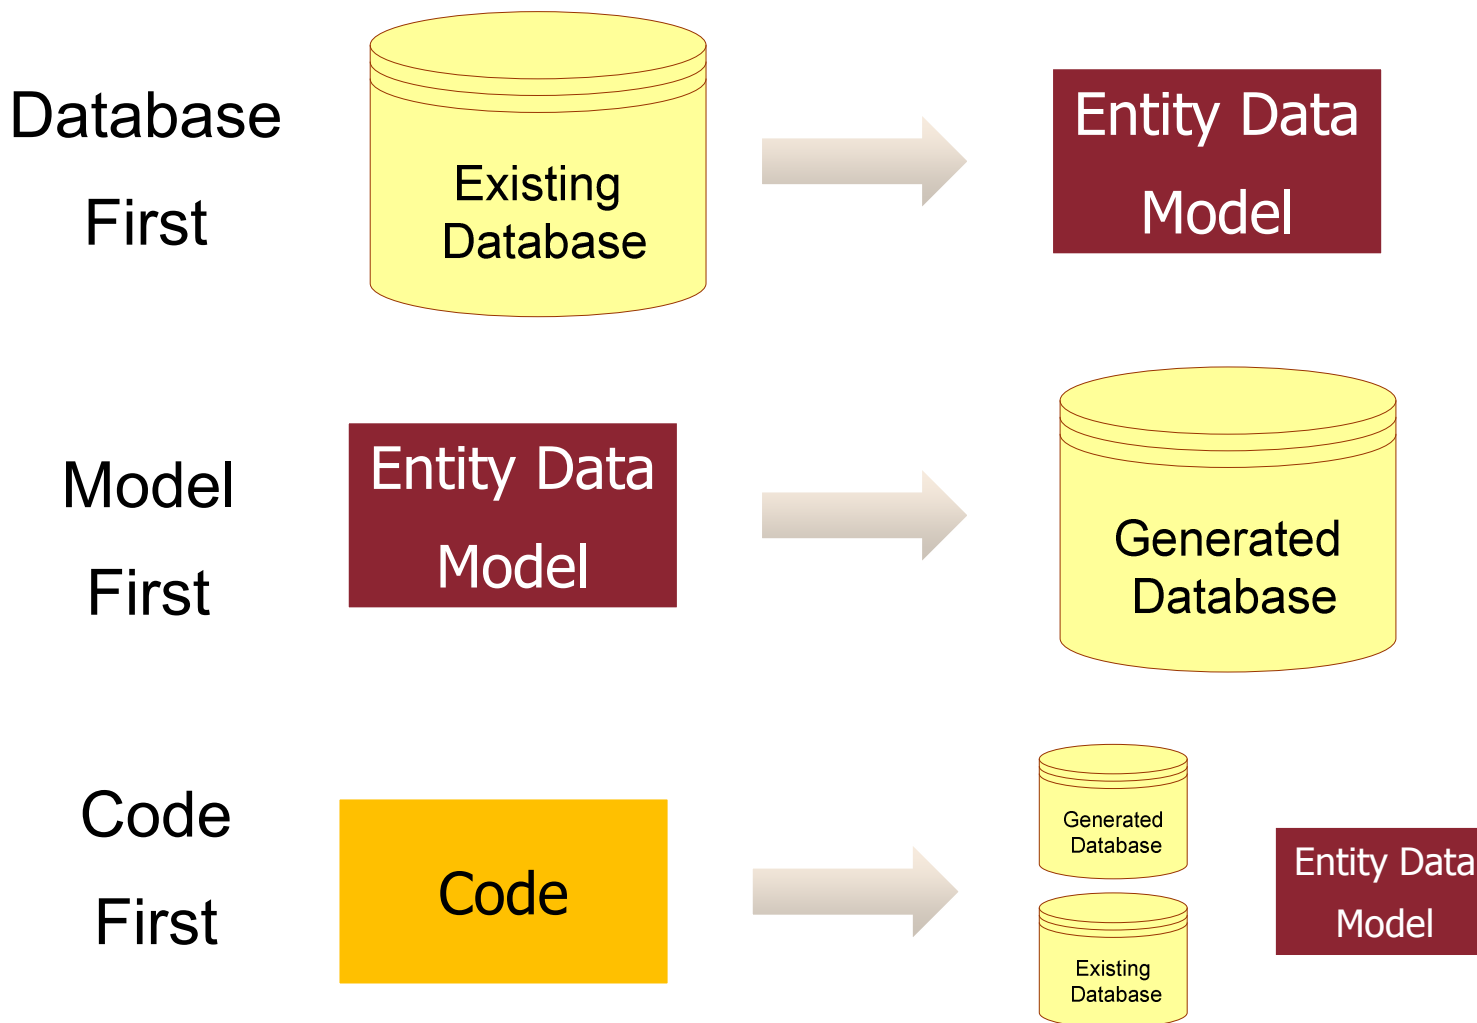 Database
First
Existing
Database
Entity Data
Model
Model
First
Entity Data
Model
Generated
Database
Code
First
Code
Generated
Database
Existing
Database
Entity Data
Model